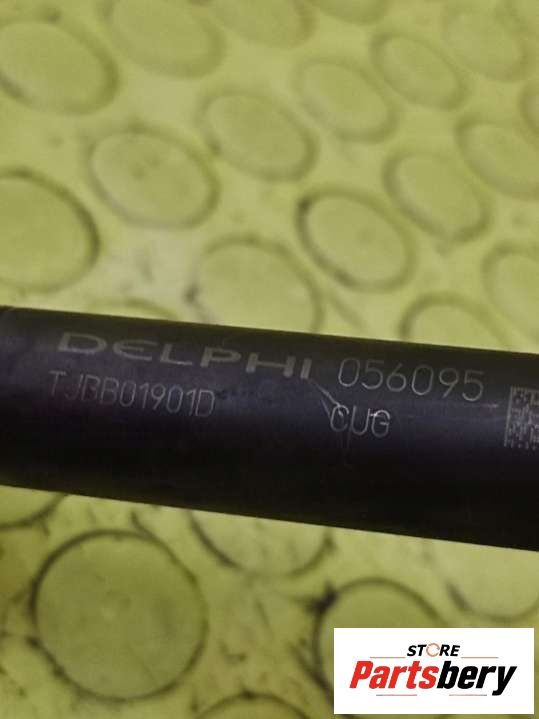 DELPHI 056095
TJBB01901D CUG
STORE
Partsbery